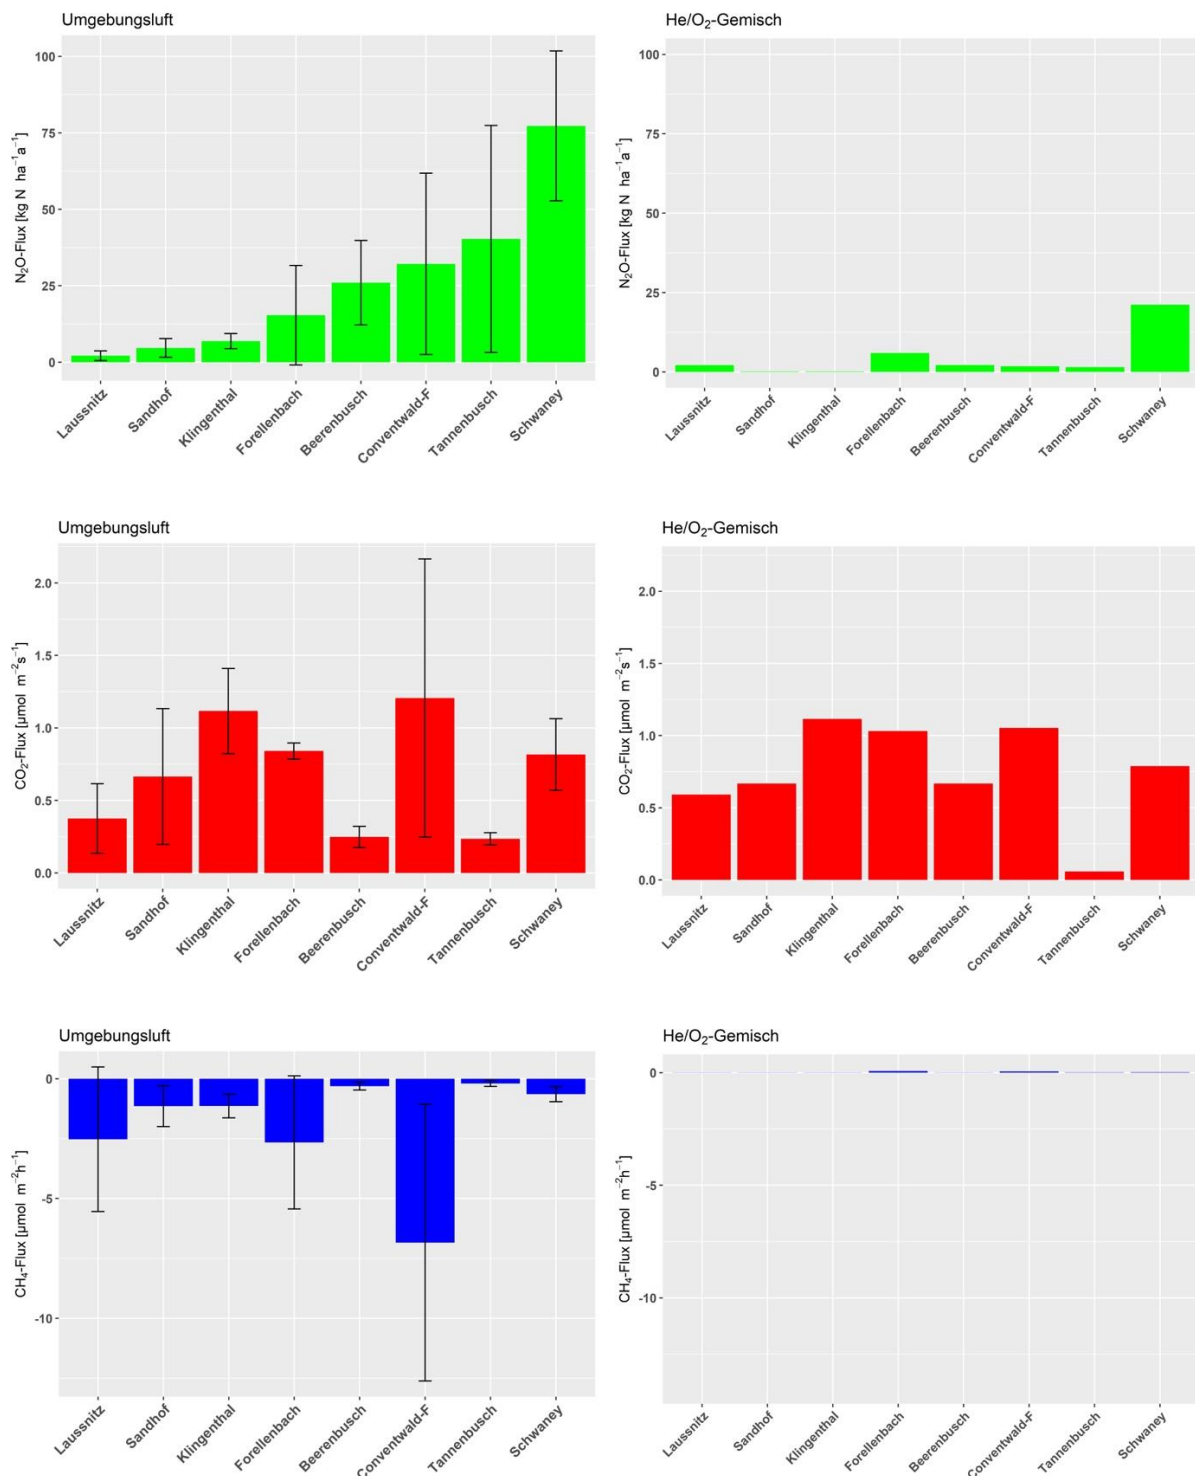 Umgebungsluft
N₂O-Flux [kg N ha⁻¹a⁻¹]
100
75
50
25
0
Laussnitz
Sandhof
Klingenthal
Forellenbach
Beerenbusch
Conventwald-F
Tannenbusch
Schwaney
He/O₂-Gemisch
N₂O-Flux [kg N ha⁻¹a⁻¹]
100
75
50
25
0
Laussnitz
Sandhof
Klingenthal
Forellenbach
Beerenbusch
Conventwald-F
Tannenbusch
Schwaney
Umgebungsluft
CO₂-Flux [µmol m⁻²s⁻¹]
2.0
1.5
1.0
0.5
0.0
Laussnitz
Sandhof
Klingenthal
Forellenbach
Beerenbusch
Conventwald-F
Tannenbusch
Schwaney
He/O₂-Gemisch
CO₂-Flux [µmol m⁻²s⁻¹]
2.0
1.5
1.0
0.5
0.0
Laussnitz
Sandhof
Klingenthal
Forellenbach
Beerenbusch
Conventwald-F
Tannenbusch
Schwaney
Umgebungsluft
CH₄-Flux [µmol m⁻²h⁻¹]
0
-5
-10
Laussnitz
Sandhof
Klingenthal
Forellenbach
Beerenbusch
Conventwald-F
Tannenbusch
Schwaney
He/O₂-Gemisch
CH₄-Flux [µmol m⁻²h⁻¹]
0
-5
-10
Laussnitz
Sandhof
Klingenthal
Forellenbach
Beerenbusch
Conventwald-F
Tannenbusch
Schwaney